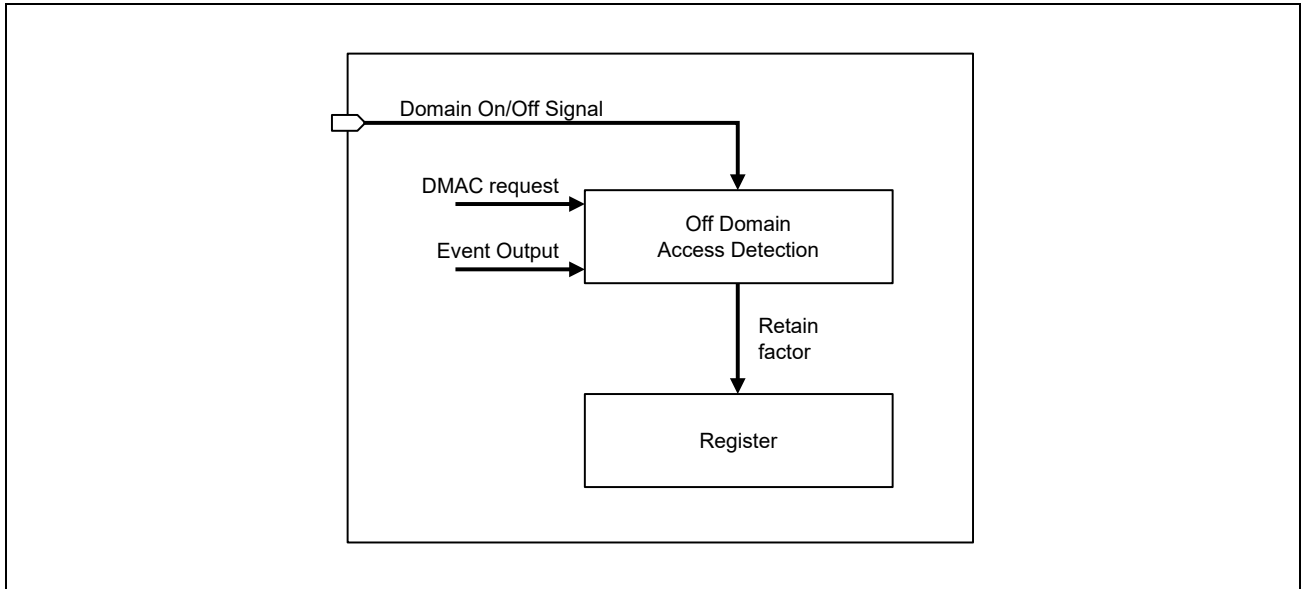 Domain On/Off Signal
DMAC request
Event Output
Off Domain
Access Detection
Retain
factor
Register